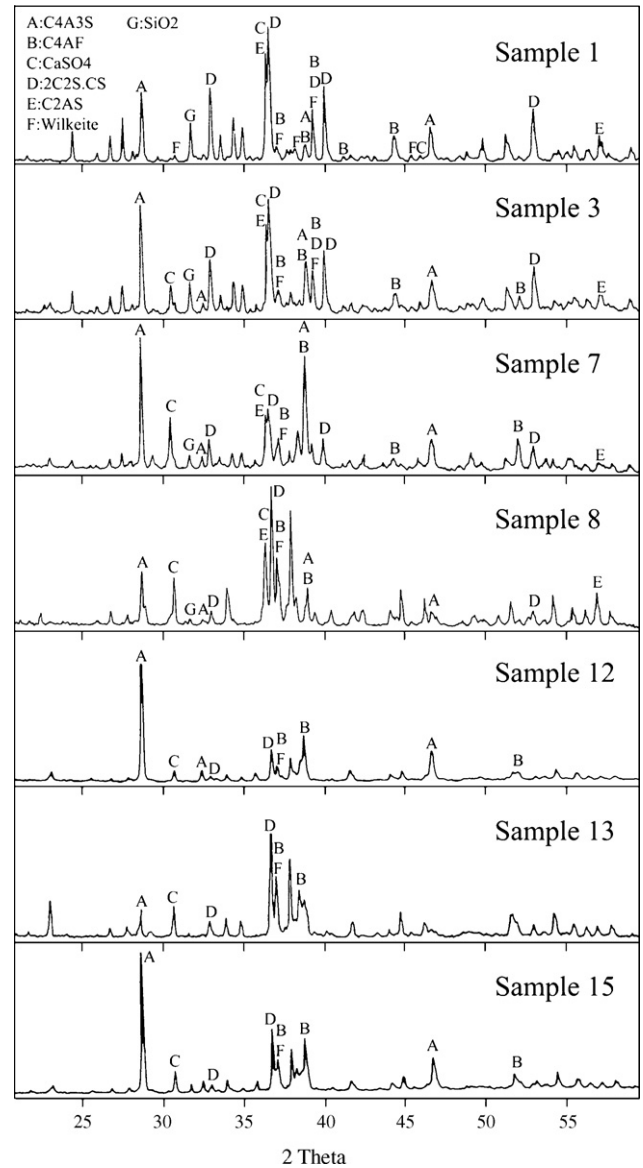 A:C4A3S G:SiO2
B:C4AF
C:CaSO4
D:2C2S.CS
E:C2AS
F:Wilkeite
Sample 1
A F G D C E D B F A B B D F D B B F C A D E
Sample 3
A C G A D C E D B F A B B D F D B A B D E
Sample 7
A C G A D C E D B F A B D B A B D E
Sample 8
A C G A D C E D B F A B A D E
Sample 12
A C A D D B F B A B
Sample 13
A C D D B F B
Sample 15
A C D D B F B A B
25 30 35 40 45 50 55
2 Theta